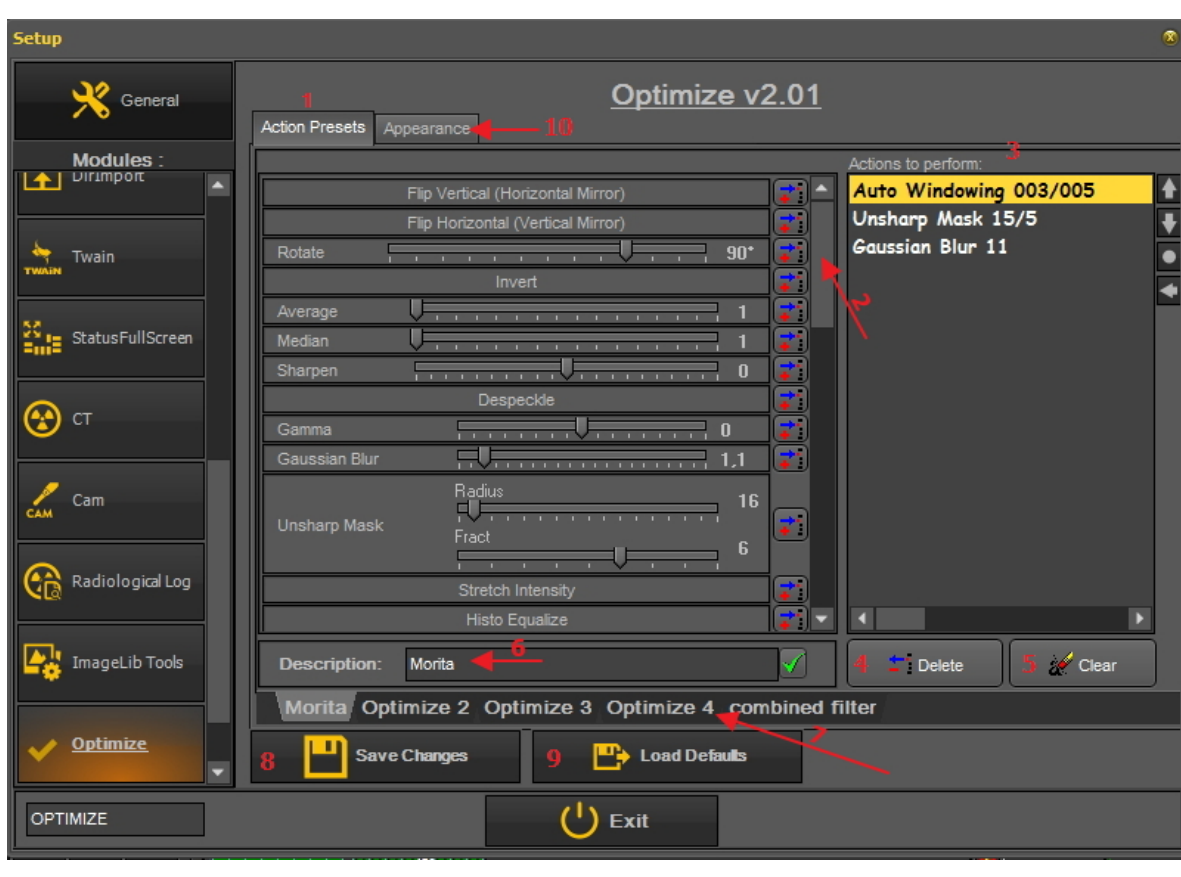 Setup
General
Optimize v2.01
1
Action Presets
Appearance
10
Modules :
DirImport
Twain
TWAIN
StatusFullScreen
CT
Cam
CAM
Radiological Log
ImageLib Tools
Optimize
Flip Vertical (Horizontal Mirror)
Flip Horizontal (Vertical Mirror)
Rotate 90°
Invert
Average 1
Median 1
Sharpen 0
Despeckle
Gamma 0
Gaussian Blur 1,1
Unsharp Mask
Radius 16
Fract 6
Stretch Intensity
Histo Equalize
2
Actions to perform:
3
Auto Windowing 003/005
Unsharp Mask 15/5
Gaussian Blur 11
Description: Morita
6
4 Delete
5 Clear
Morita Optimize 2 Optimize 3 Optimize 4 combined filter
7
8 Save Changes
9 Load Defaults
OPTIMIZE
Exit